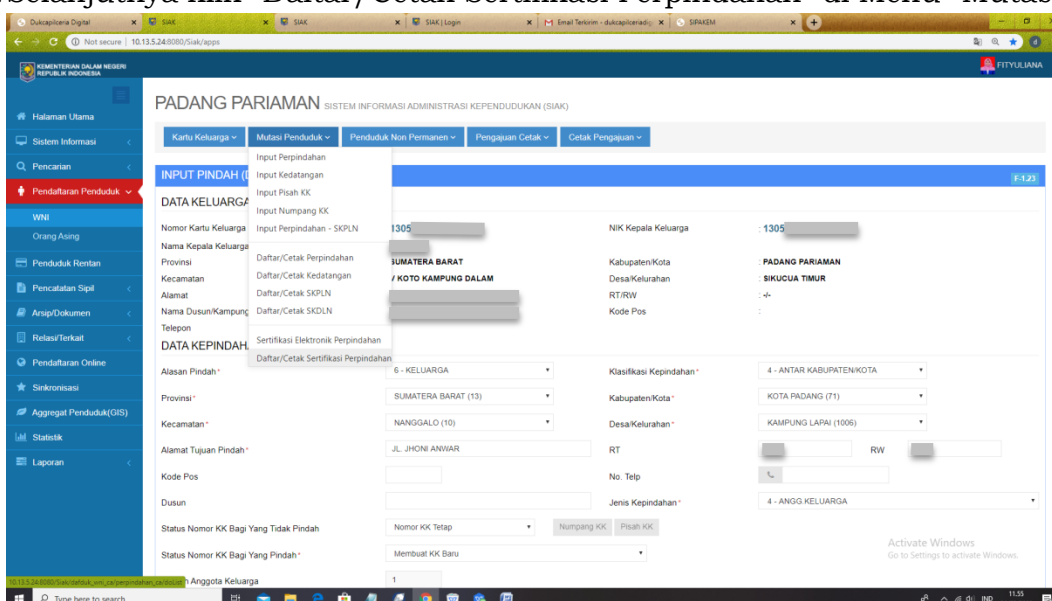 selanjutnya klik "Daftar/Cetak Sertifikasi Perpindahan" di Menu "Mutas
Dukcapilceria Digital
SIAK
SIAK
SIAK | Login
Email Terkirim - dukcapilceriadig
SIPAKEM
Not secure | 10.13.5.24:8080/Siak/apps
KEMENTERIAN DALAM NEGERI
REPUBLIK INDONESIA
FITYULIANA
PADANG PARIAMAN SISTEM INFORMASI ADMINISTRASI KEPENDUDUKAN (SIAK)
Halaman Utama
Sistem Informasi
Pencarian
Pendaftaran Penduduk
WNI
Orang Asing
Penduduk Rentan
Pencatatan Sipil
Arsip/Dokumen
Relasi/Terkait
Pendaftaran Online
Sinkronisasi
Aggregat Penduduk(GIS)
Statistik
Laporan
Kartu Keluarga
Mutasi Penduduk
Penduduk Non Permanen
Pengajuan Cetak
Cetak Pengajuan
Input Perpindahan
Input Kedatangan
Input Pisah KK
Input Numpang KK
Input Perpindahan - SKPLN
Daftar/Cetak Perpindahan
Daftar/Cetak Kedatangan
Daftar/Cetak SKPLN
Daftar/Cetak SKDLN
Sertifikasi Elektronik Perpindahan
Daftar/Cetak Sertifikasi Perpindahan
INPUT PINDAH (
F-1.23
DATA KELUARGA
Nomor Kartu Keluarga 1305
NIK Kepala Keluarga : 1305
Nama Kepala Keluarga
Provinsi SUMATERA BARAT
Kabupaten/Kota : PADANG PARIAMAN
Kecamatan / KOTO KAMPUNG DALAM
Desa/Kelurahan : SIKUCUA TIMUR
Alamat
RT/RW : -/-
Nama Dusun/Kampung
Kode Pos :
Telepon
DATA KEPINDAH
Alasan Pindah* 6 - KELUARGA
Klasifikasi Kepindahan* 4 - ANTAR KABUPATEN/KOTA
Provinsi* SUMATERA BARAT (13)
Kabupaten/Kota* KOTA PADANG (71)
Kecamatan* NANGGALO (10)
Desa/Kelurahan* KAMPUNG LAPAI (1006)
Alamat Tujuan Pindah* JL. JHONI ANWAR
RT RW
Kode Pos
No. Telp
Dusun
Jenis Kepindahan* 4 - ANGG.KELUARGA
Status Nomor KK Bagi Yang Tidak Pindah Nomor KK Tetap Numpang KK Pisah KK
Status Nomor KK Bagi Yang Pindah* Membuat KK Baru
Activate Windows
Go to Settings to activate Windows.
10.13.5.24:8080/Siak/dafduk_wni_ca/perpindahan_ca/doList
Anggota Keluarga 1
Type here to search
IND
11.55